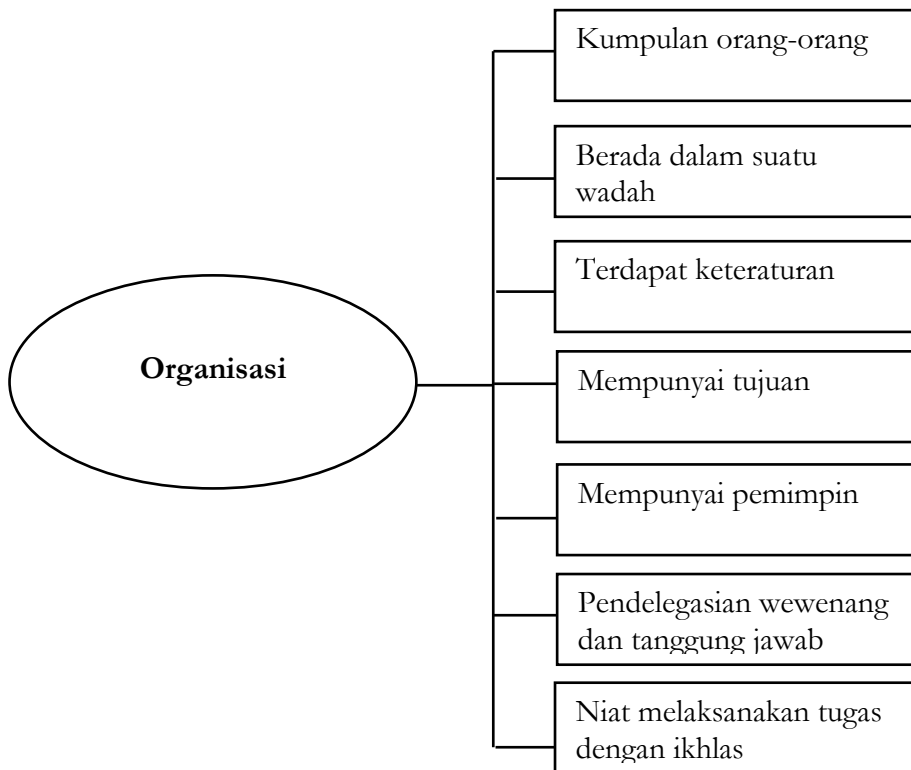 Organisasi
Kumpulan orang-orang
Berada dalam suatu
wadah
Terdapat keteraturan
Mempunyai tujuan
Mempunyai pemimpin
Pendelegasian wewenang
dan tanggung jawab
Niat melaksanakan tugas
dengan ikhlas